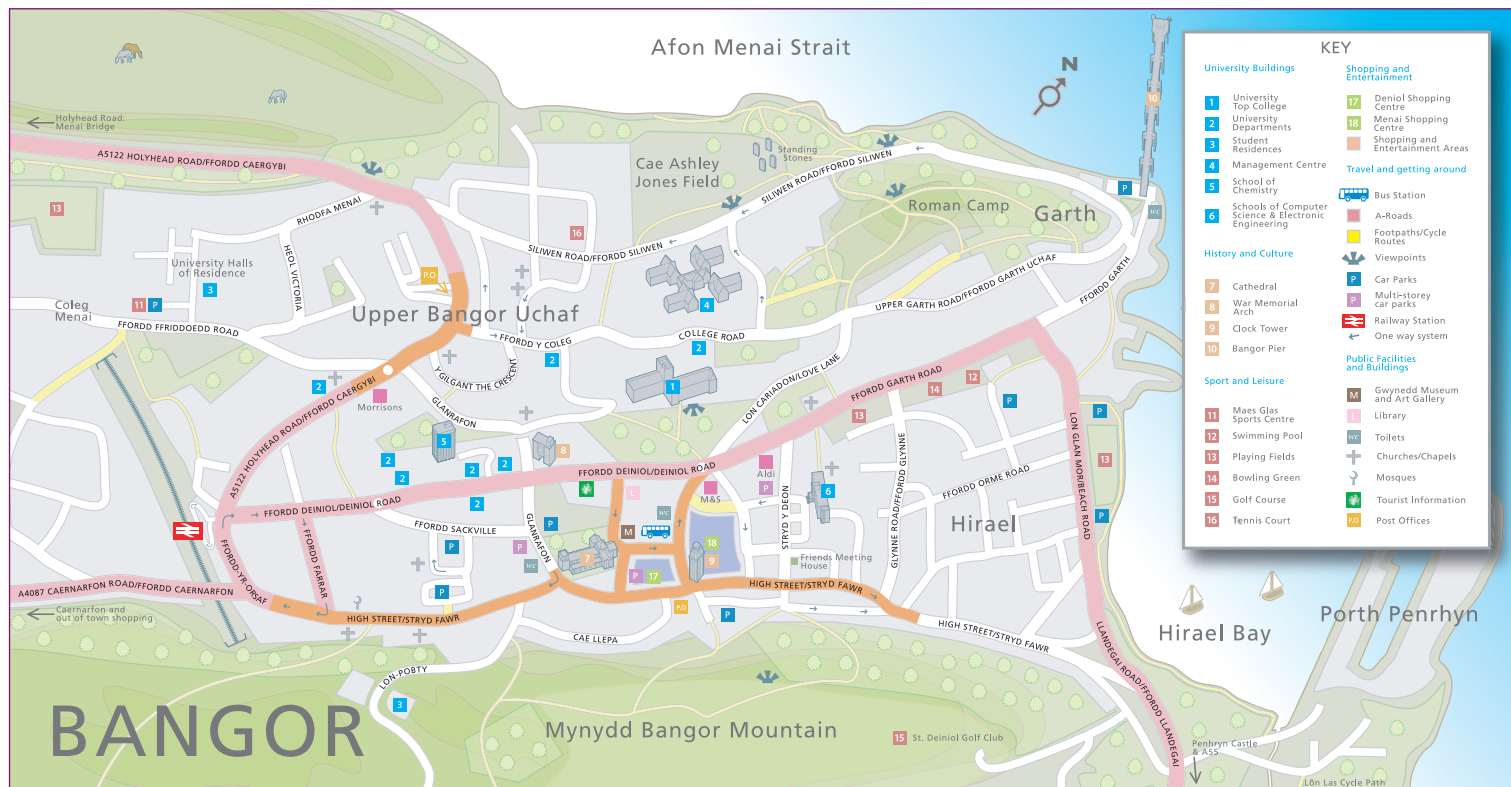 Afon Menai Strait
N
Holyhead Road:
Menai Bridge
A5122 HOLYHEAD ROAD/FFORDD CAERGYBI
13
RHODFA MENAI
HEOL VICTORIA
University Halls
of Residence
3
11
P
Coleg
Menai
FFORDD FFRIDDOEDD ROAD
P.O
Upper Bangor Uchaf
Cae Ashley
Jones Field
16
Standing
Stones
SILIWEN ROAD/FFORDD SILIWEN
SILIWEN ROAD/FFORDD SILIWEN
Roman Camp
Garth
P
WC
10
4
UPPER GARTH ROAD/FFORDD GARTH UCHAF
FFORDD GARTH
FFORDD Y COLEG
COLLEGE ROAD
2
2
1
Y GILGANT THE CRESCENT
GLANRAFON
LON CARIADON/LOVE LANE
FFORDD GARTH ROAD
14
12
13
P
P
13
P
LON GLAN MOR/BEACH ROAD
2
Morrisons
A5122 HOLYHEAD ROAD/FFORDD CAERGYBI
5
8
2
2
2
2
FFORDD DEINIOL/DEINIOL ROAD
FFORDD DEINIOL/DEINIOL ROAD
L
M&S
Aldi
P
6
STRYD Y DEON
GLYNNE ROAD/FFORDD GLYNNE
FFORDD ORME ROAD
Hirael
FFORDD SACKVILLE
FFORDD FARRAR
FFORDD-YR-ORSAF
GLANRAFON
P
P
WC
P
P
7
M
WC
18
9
P
17
Friends Meeting
House
A4087 CAERNARFON ROAD/FFORDD CAERNARFON
Caernarfon and
out of town shopping
HIGH STREET/STRYD FAWR
HIGH STREET/STRYD FAWR
HIGH STREET/STRYD FAWR
P.O
P
CAE LLEPA
LON-POBTY
3
BANGOR
Mynydd Bangor Mountain
15
St. Deiniol Golf Club
LLANDEGAI ROAD/FFORDD LLANDEGAI
Hirael Bay
Porth Penrhyn
Penhryn Castle
& A55
Lôn Las Cycle Path
KEY
University Buildings
1 University
Top College
2 University
Departments
3 Student
Residences
4 Management Centre
5 School of
Chemistry
6 Schools of Computer
Science & Electronic
Engineering
History and Culture
7 Cathedral
8 War Memorial
Arch
9 Clock Tower
10 Bangor Pier
Sport and Leisure
11 Maes Glas
Sports Centre
12 Swimming Pool
13 Playing Fields
14 Bowling Green
15 Golf Course
16 Tennis Court
Shopping and
Entertainment
17 Deniol Shopping
Centre
18 Menai Shopping
Centre
Shopping and
Entertainment Areas
Travel and getting around
Bus Station
A-Roads
Footpaths/Cycle
Routes
Viewpoints
P Car Parks
P Multi-storey
car parks
Railway Station
One way system
Public Facilities
and Buildings
M Gwynedd Museum
and Art Gallery
L Library
WC Toilets
Churches/Chapels
Mosques
Tourist Information
P.O Post Offices